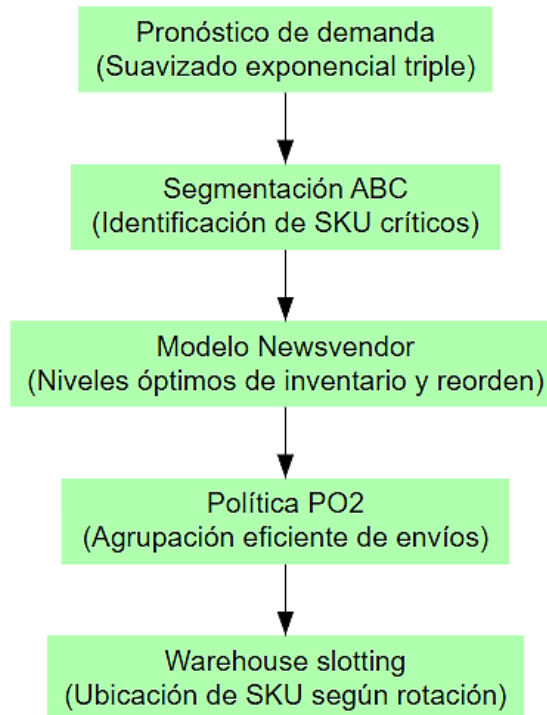 Pronóstico de demanda
(Suavizado exponencial triple)
Segmentación ABC
(Identificación de SKU críticos)
Modelo Newsvendor
(Niveles óptimos de inventario y reorden)
Política PO2
(Agrupación eficiente de envíos)
Warehouse slotting
(Ubicación de SKU según rotación)